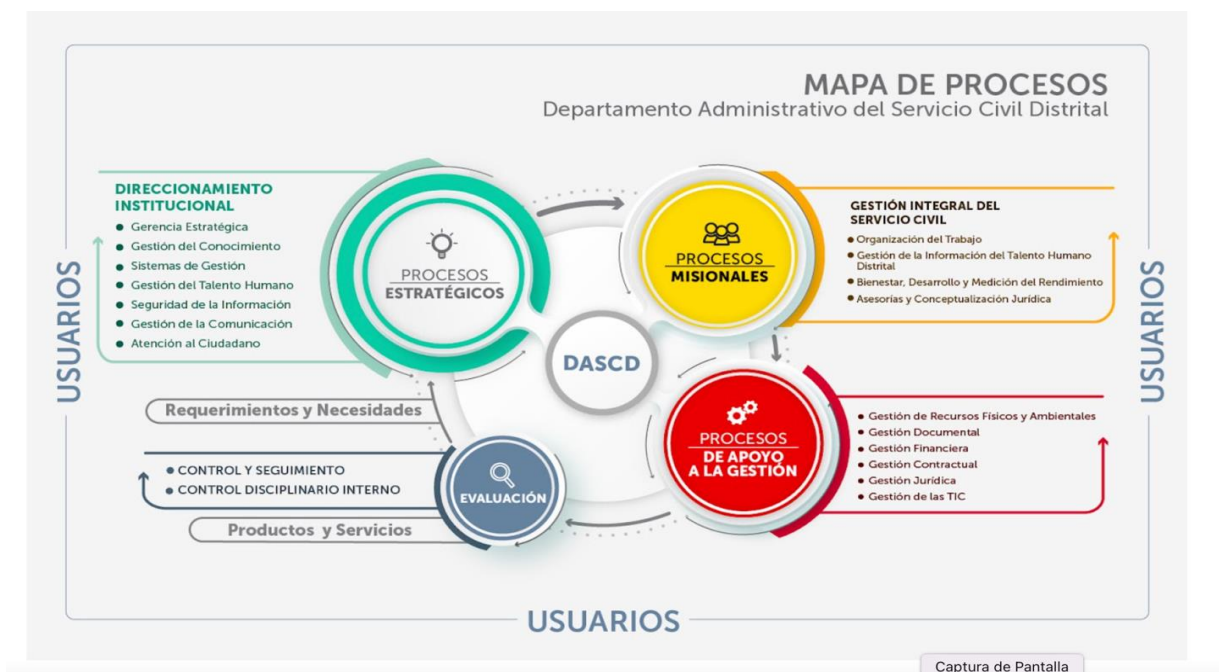 MAPA DE PROCESOS
Departamento Administrativo del Servicio Civil Distrital
DIRECCIONAMIENTO
INSTITUCIONAL
Gerencia Estratégica
Gestión del Conocimiento
Sistemas de Gestión
Gestión del Talento Humano
Seguridad de la Información
Gestión de la Comunicación
Atención al Ciudadano
PROCESOS
ESTRATÉGICOS
PROCESOS
MISIONALES
GESTIÓN INTEGRAL DEL
SERVICIO CIVIL
Organización del Trabajo
Gestión de la Información del Talento Humano
Distrital
Bienestar, Desarrollo y Medición del Rendimiento
Asesorías y Conceptualización Jurídica
USUARIOS
USUARIOS
DASCD
Requerimientos y Necesidades
CONTROL Y SEGUIMIENTO
CONTROL DISCIPLINARIO INTERNO
EVALUACIÓN
Productos y Servicios
PROCESOS
DE APOYO
A LA GESTIÓN
Gestión de Recursos Físicos y Ambientales
Gestión Documental
Gestión Financiera
Gestión Contractual
Gestión Jurídica
Gestión de las TIC
USUARIOS
Captura de Pantalla